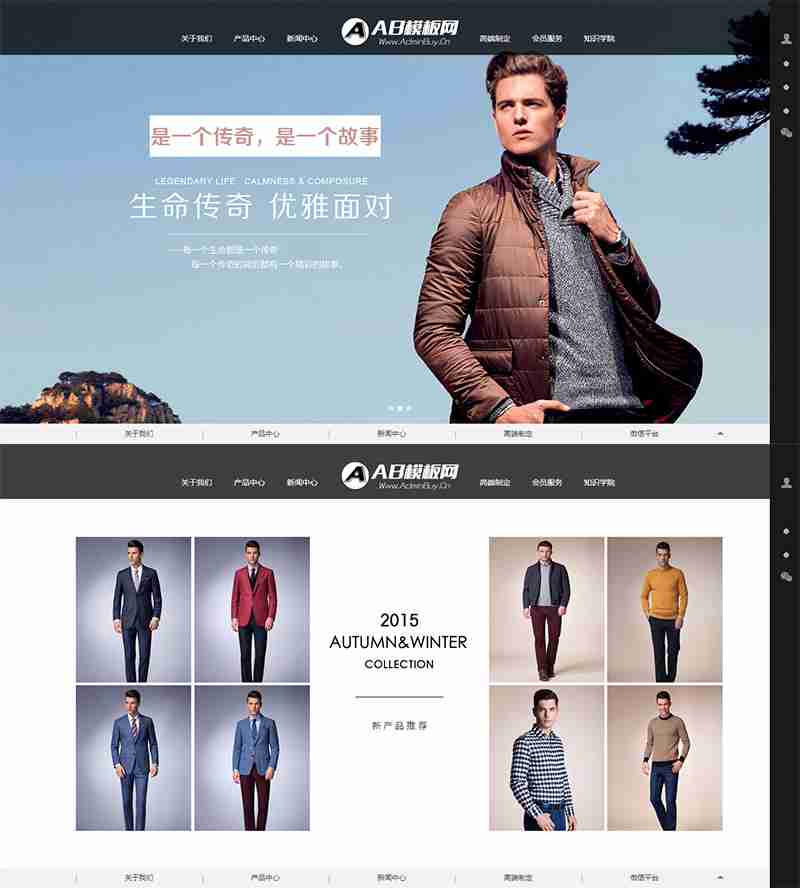 关于我们 产品中心 新闻中心 AB模板网 高端制定 会员服务 知识学院
Www.AdminBuy.Cn
是一个传奇，是一个故事
LEGENDARY LIFE CALMNESS & COMPOSURE
生命传奇 优雅面对
——每一个生命都是一个传奇
每一个传奇的背后都有一个精彩的故事。
关于我们 产品中心 新闻中心 高端制定 微信平台
关于我们 产品中心 新闻中心 AB模板网 高端制定 会员服务 知识学院
Www.AdminBuy.Cn
2015
AUTUMN&WINTER
COLLECTION
新产品推荐
关于我们 产品中心 新闻中心 高端制定 微信平台